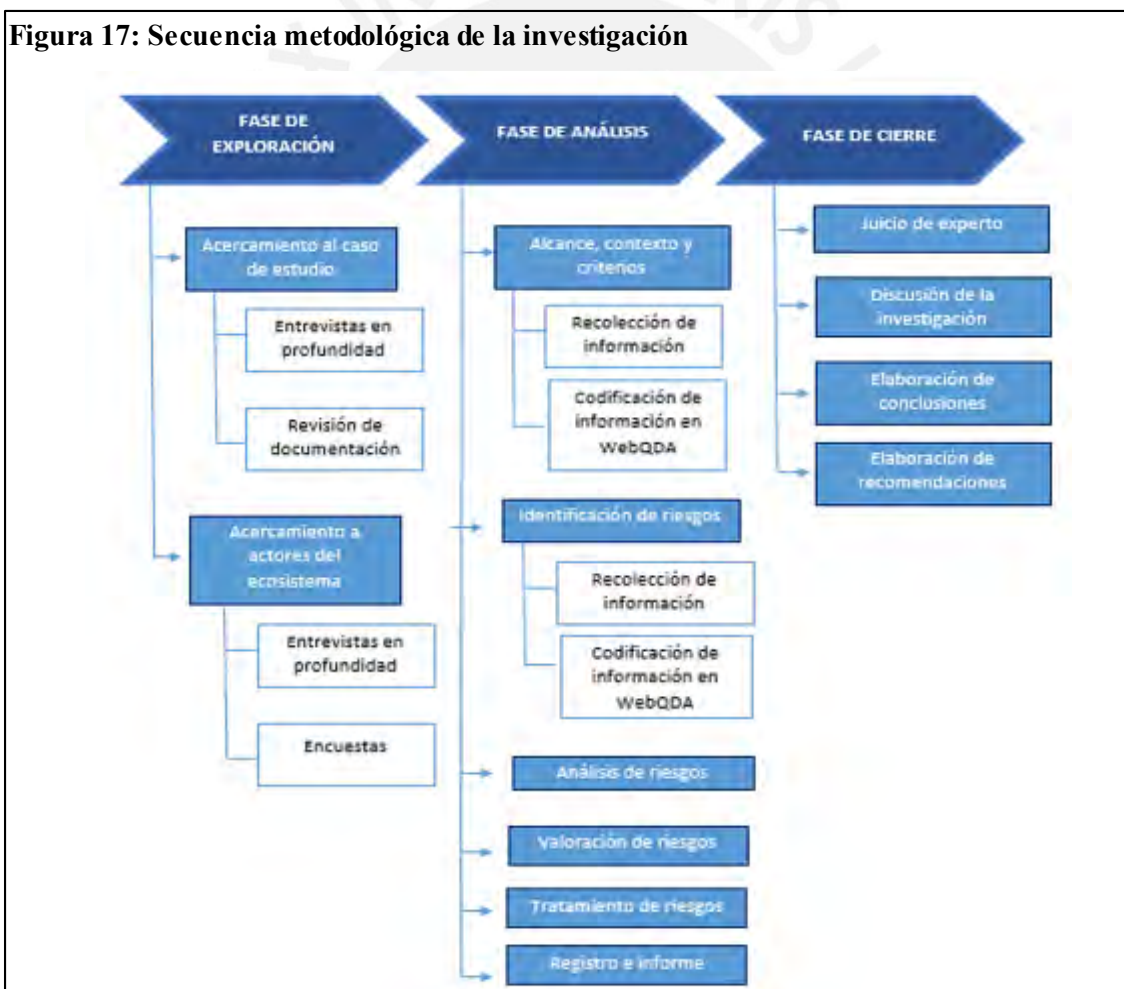 Figura 17: Secuencia metodológica de la investigación
FASE DE
EXPLORACIÓN
Acercamiento al caso
de estudio
Entrevistas en
profundidad
Revisión de
documentación
Acercamiento a
actores del
ecosistema
Entrevistas en
profundidad
Encuestas
FASE DE ANÁLISIS
Alcance, contexto y
criterios
Recolección de
información
Codificación de
información en
WebQDA
Identificación de riesgos
Recolección de
información
Codificación de
información en
WebQDA
Análisis de riesgos
Valoración de riesgos
Tratamiento de riesgos
Registro e informe
FASE DE CIERRE
Juicio de experto
Discusión de la
investigación
Elaboración de
conclusiones
Elaboración de
recomendaciones